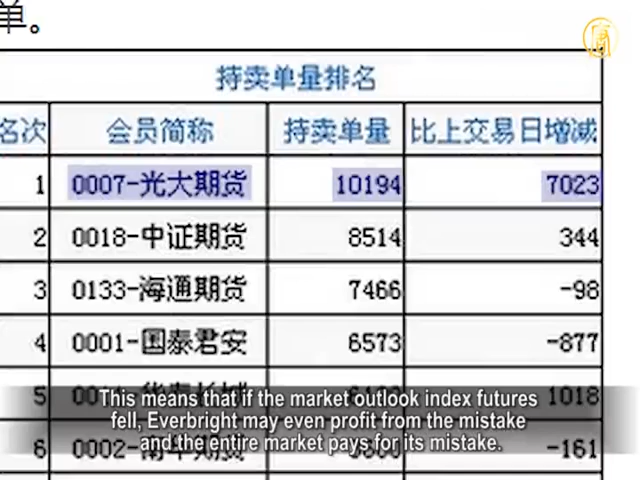 单。
持卖单量排名
名次 会员简称 持卖单量 比上交易日增减
1 0007-光大期货 10194 7023
2 0018-中证期货 8514 344
3 0133-海通期货 7466 -98
4 0001-国泰君安 6573 -877
5 1018
6 0002- -161
This means that if the market outlook index futures
fell, Everbright may even profit from the mistake
and the entire market pays for its mistake.